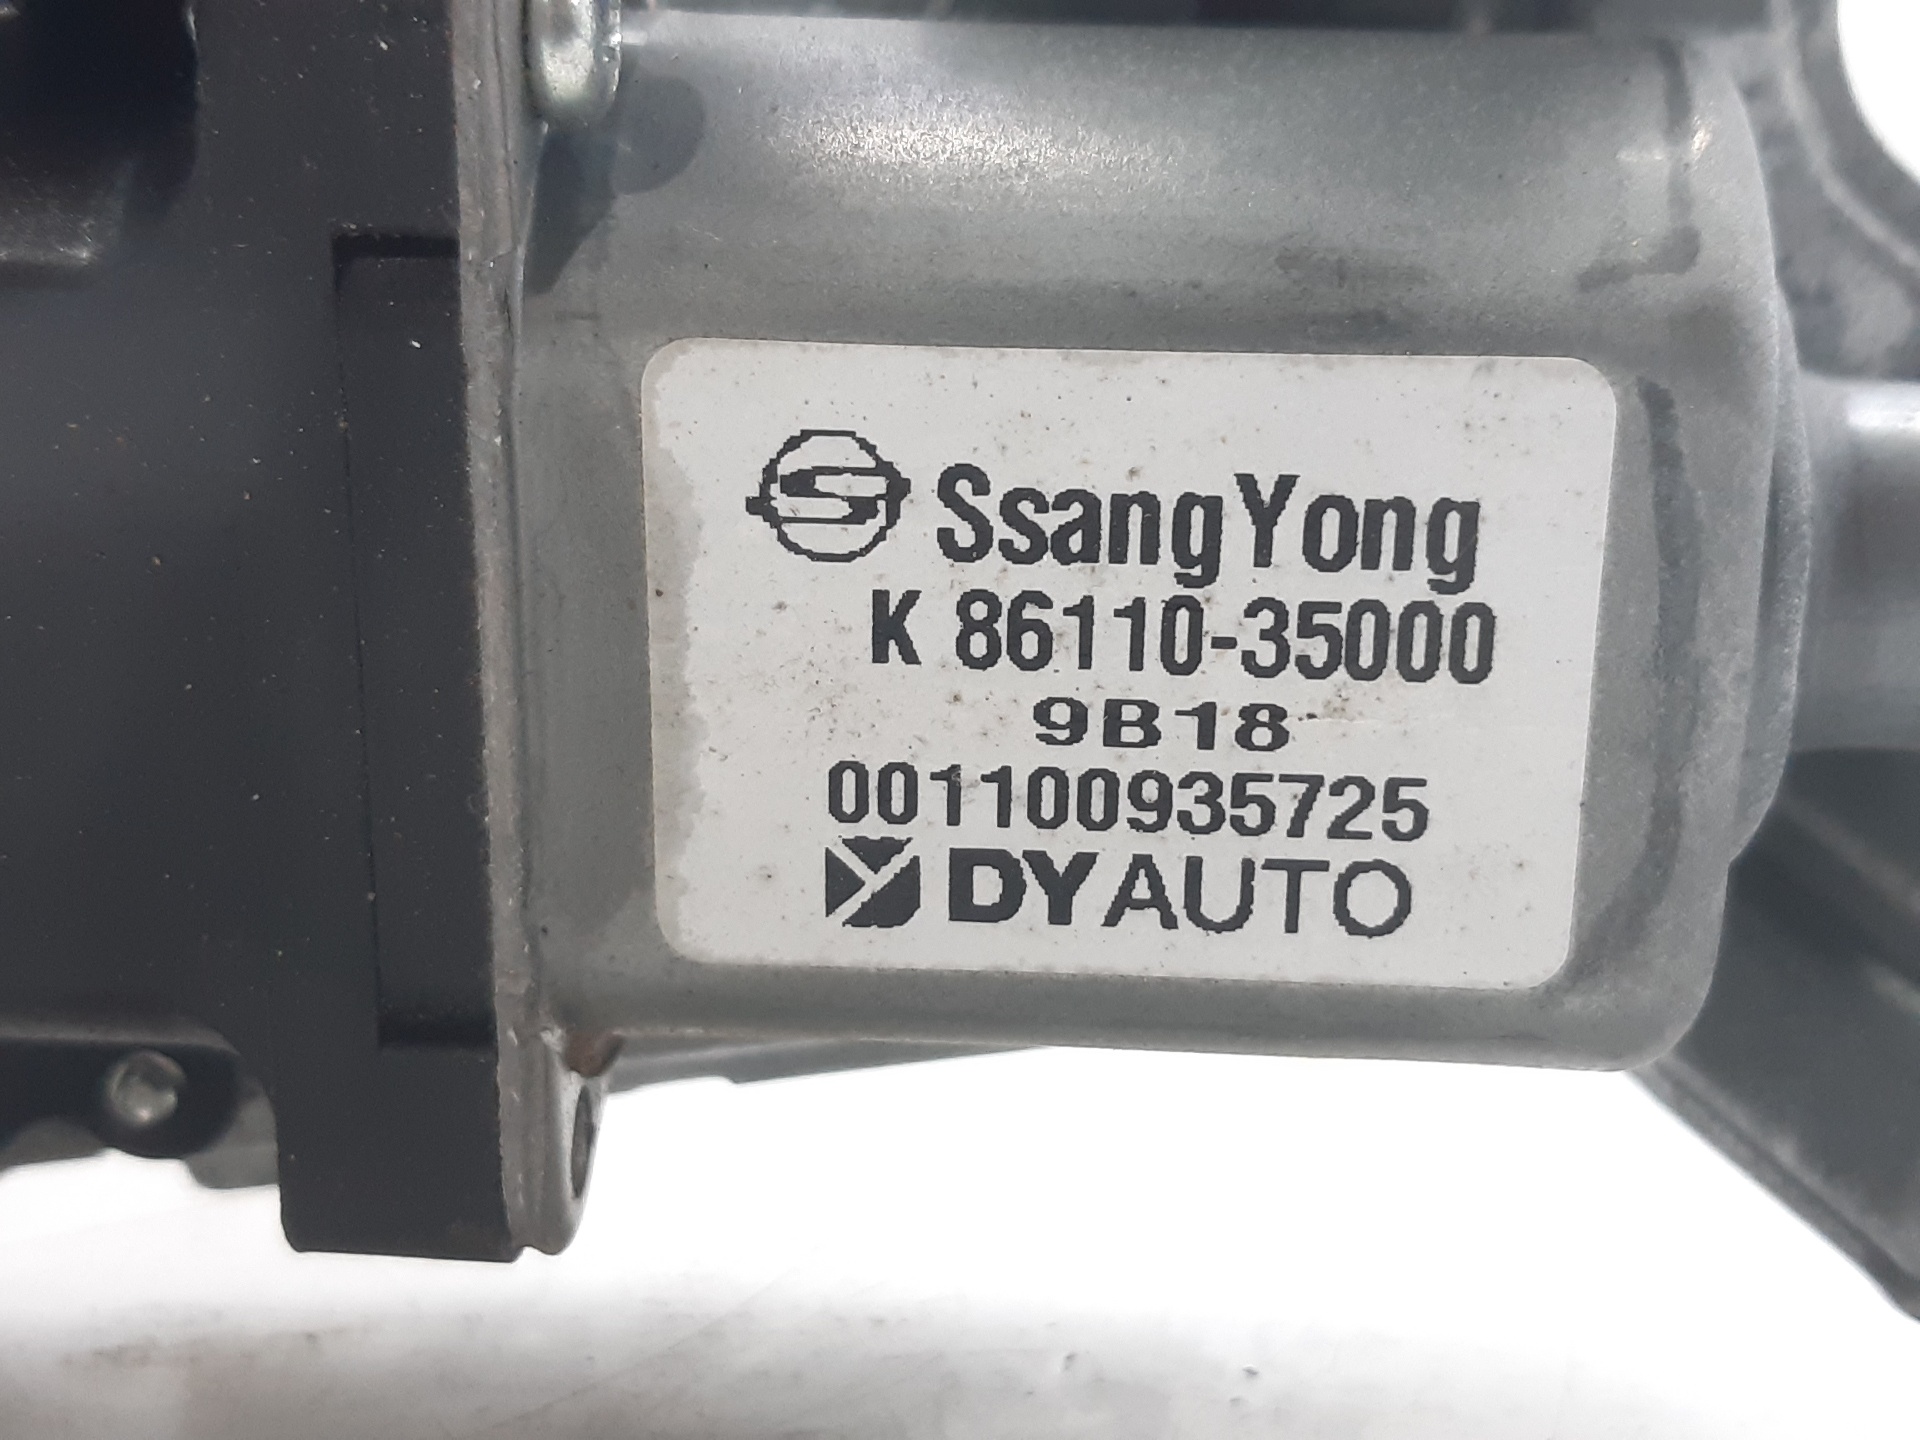 SsangYong
K 86110-35000
9B18
001100935725
DYAUTO